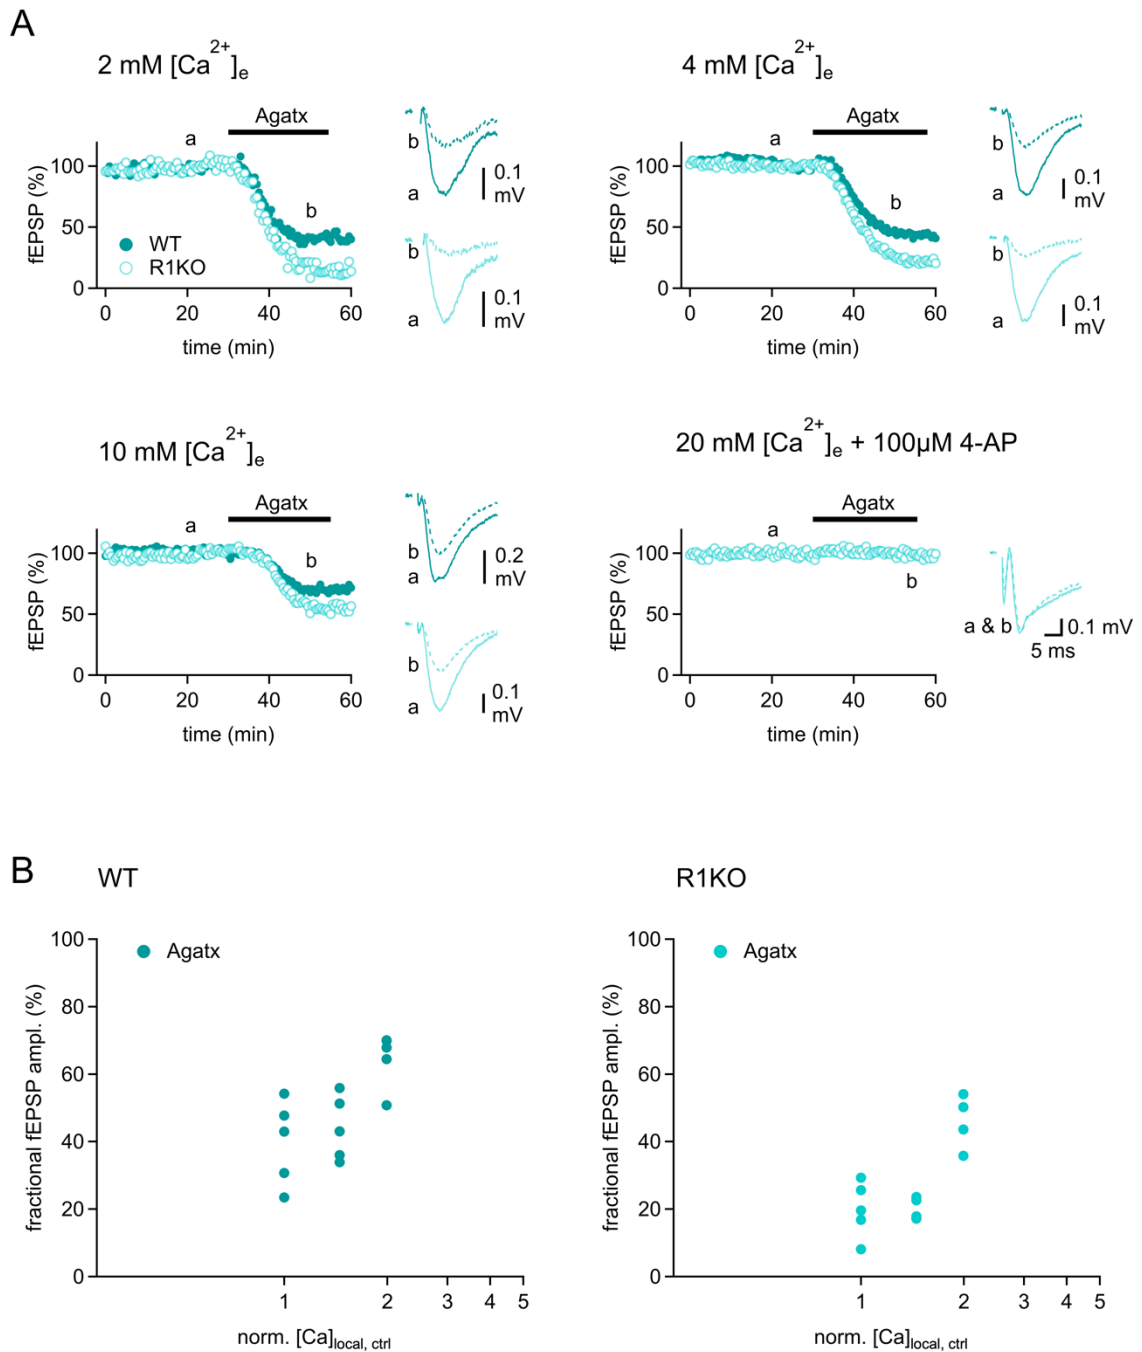 A
2 mM [Ca2+]e
Agatx
a
b
fEPSP (%)
100
50
0
WT
R1KO
0 20 40 60
time (min)
b
a
0.1
mV
b
a
0.1
mV
4 mM [Ca2+]e
Agatx
a
b
fEPSP (%)
100
50
0
0 20 40 60
time (min)
b
a
0.1
mV
b
a
0.1
mV
10 mM [Ca2+]e
Agatx
a
b
fEPSP (%)
100
50
0
0 20 40 60
time (min)
b
a
0.2
mV
b
a
0.1
mV
20 mM [Ca2+]e + 100µM 4-AP
Agatx
a
b
fEPSP (%)
100
50
0
0 20 40 60
time (min)
a & b
0.1 mV
5 ms
B
WT
Agatx
fractional fEPSP ampl. (%)
100
80
60
40
20
0
1 2 3 4 5
norm. [Ca]local, ctrl
R1KO
Agatx
fractional fEPSP ampl. (%)
100
80
60
40
20
0
1 2 3 4 5
norm. [Ca]local, ctrl